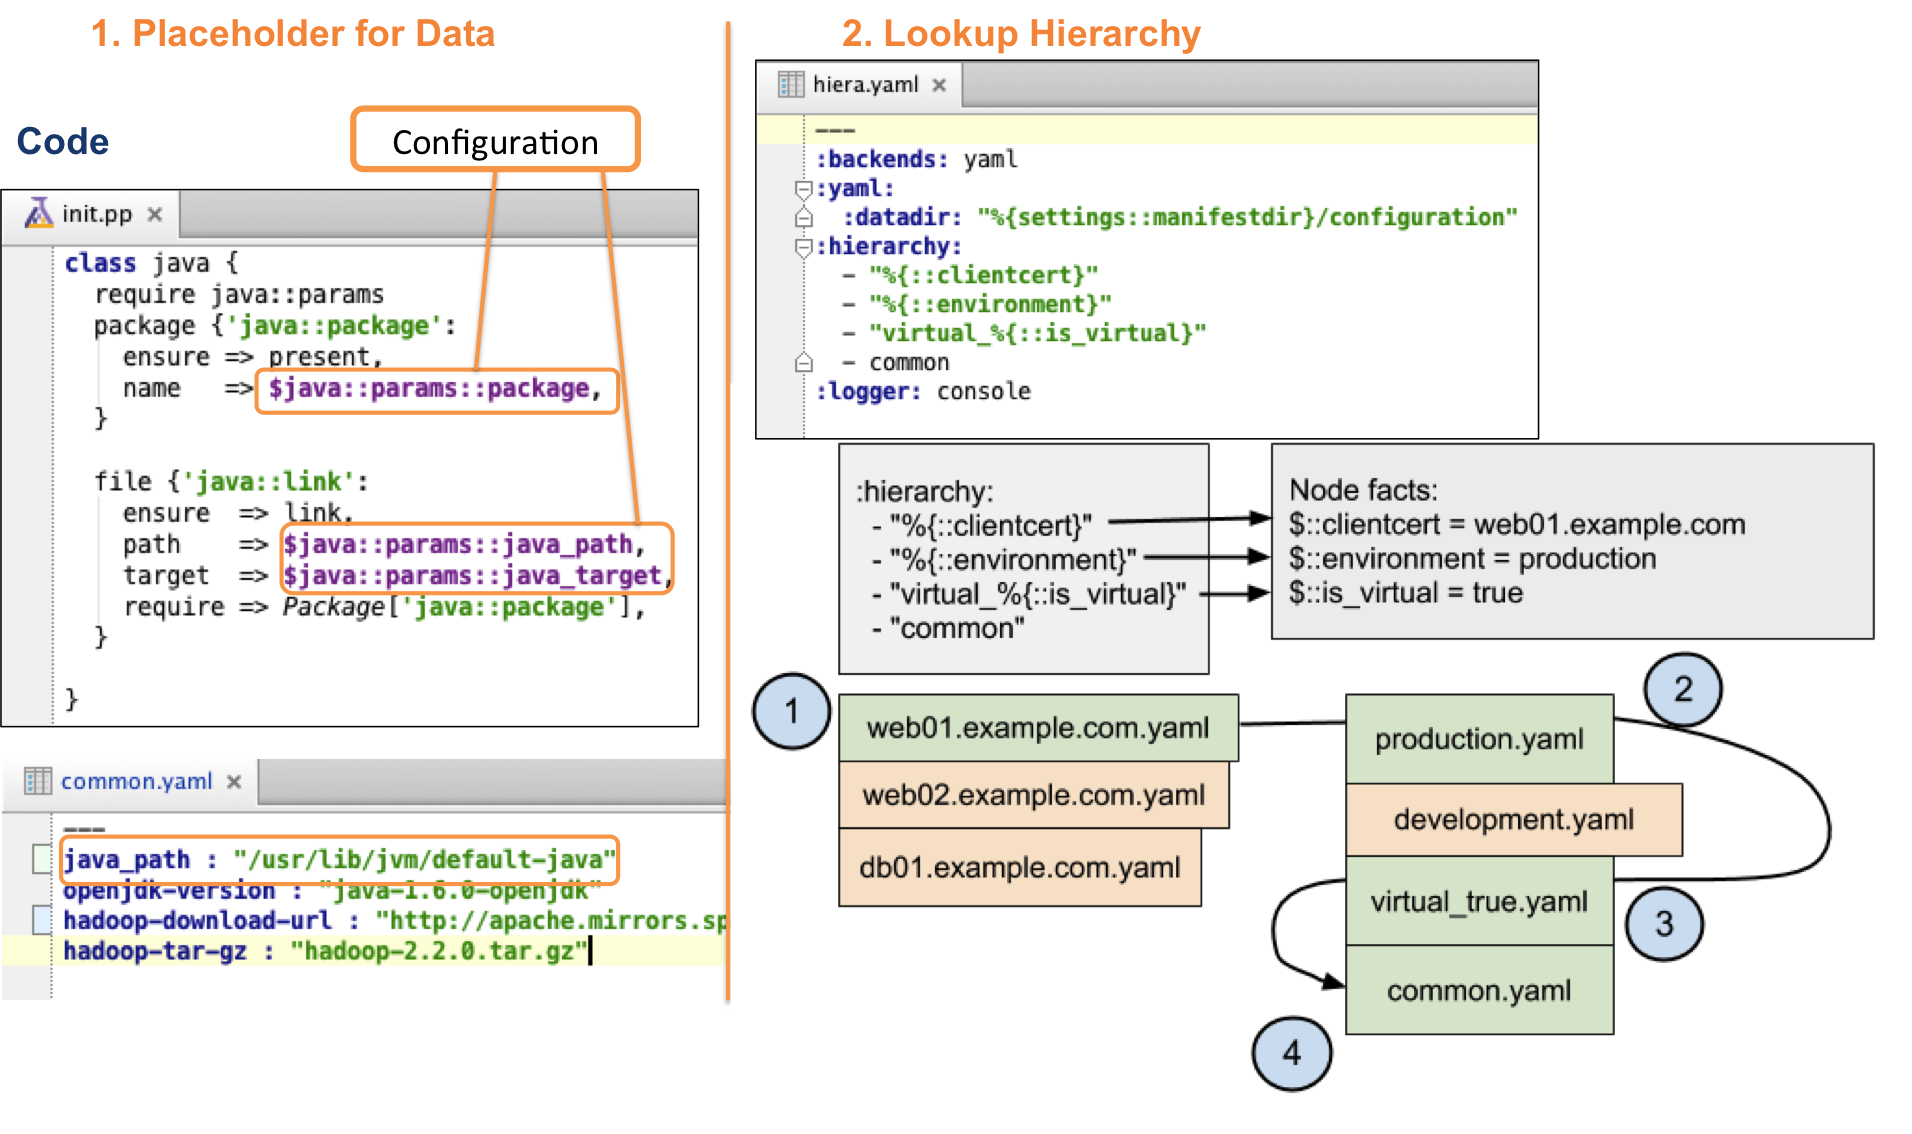 1. Placeholder for Data
Code
Configuration
init.pp ×
class java {
require java::params
package {'java::package':
ensure => present,
name => $java::params::package,
}
file {'java::link':
ensure => link,
path => $java::params::java_path,
target => $java::params::java_target,
require => Package['java::package'],
}
}
common.yaml ×
---
java_path : "/usr/lib/jvm/default-java"
openjdk-version : "java-1.6.0-openjdk"
hadoop-download-url : "http://apache.mirrors.sp
hadoop-tar-gz : "hadoop-2.2.0.tar.gz"
2. Lookup Hierarchy
hiera.yaml ×
---
:backends: yaml
:yaml:
:datadir: "%{settings::manifestdir}/configuration"
:hierarchy:
- "%{::clientcert}"
- "%{::environment}"
- "virtual_%{::is_virtual}"
- common
:logger: console
:hierarchy:
- "%{::clientcert}"
- "%{::environment}"
- "virtual_%{::is_virtual}"
- "common"
Node facts:
$::clientcert = web01.example.com
$::environment = production
$::is_virtual = true
1
web01.example.com.yaml
web02.example.com.yaml
db01.example.com.yaml
2
production.yaml
development.yaml
virtual_true.yaml
3
common.yaml
4